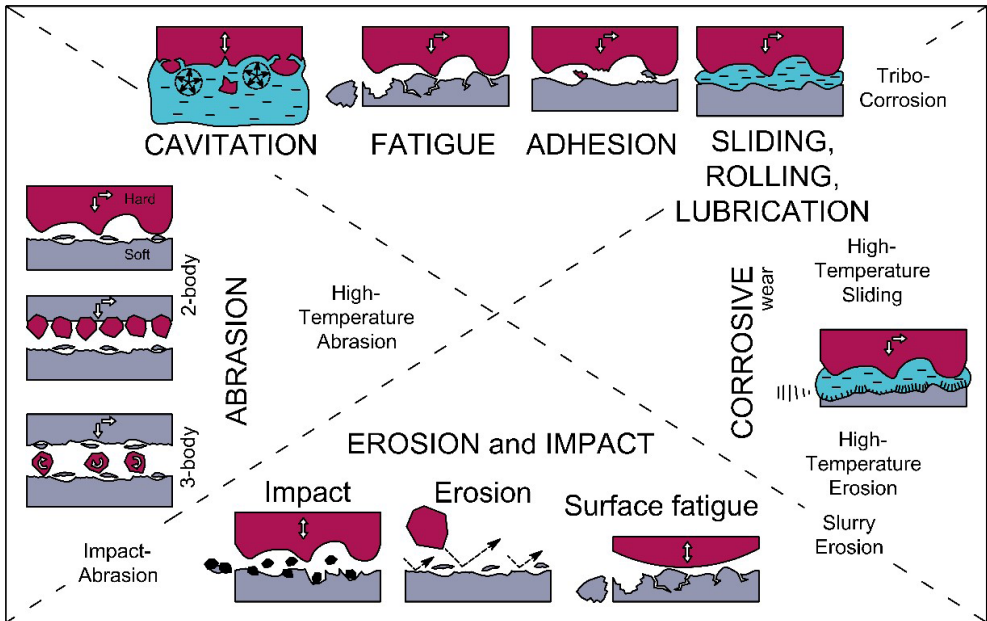 CAVITATION
FATIGUE
ADHESION
SLIDING,
ROLLING,
LUBRICATION
Tribo-
Corrosion
Hard
Soft
2-body
3-body
ABRASION
High-
Temperature
Abrasion
CORROSIVE
wear
High-
Temperature
Sliding
High-
Temperature
Erosion
Slurry
Erosion
EROSION and IMPACT
Impact
Erosion
Surface fatigue
Impact-
Abrasion